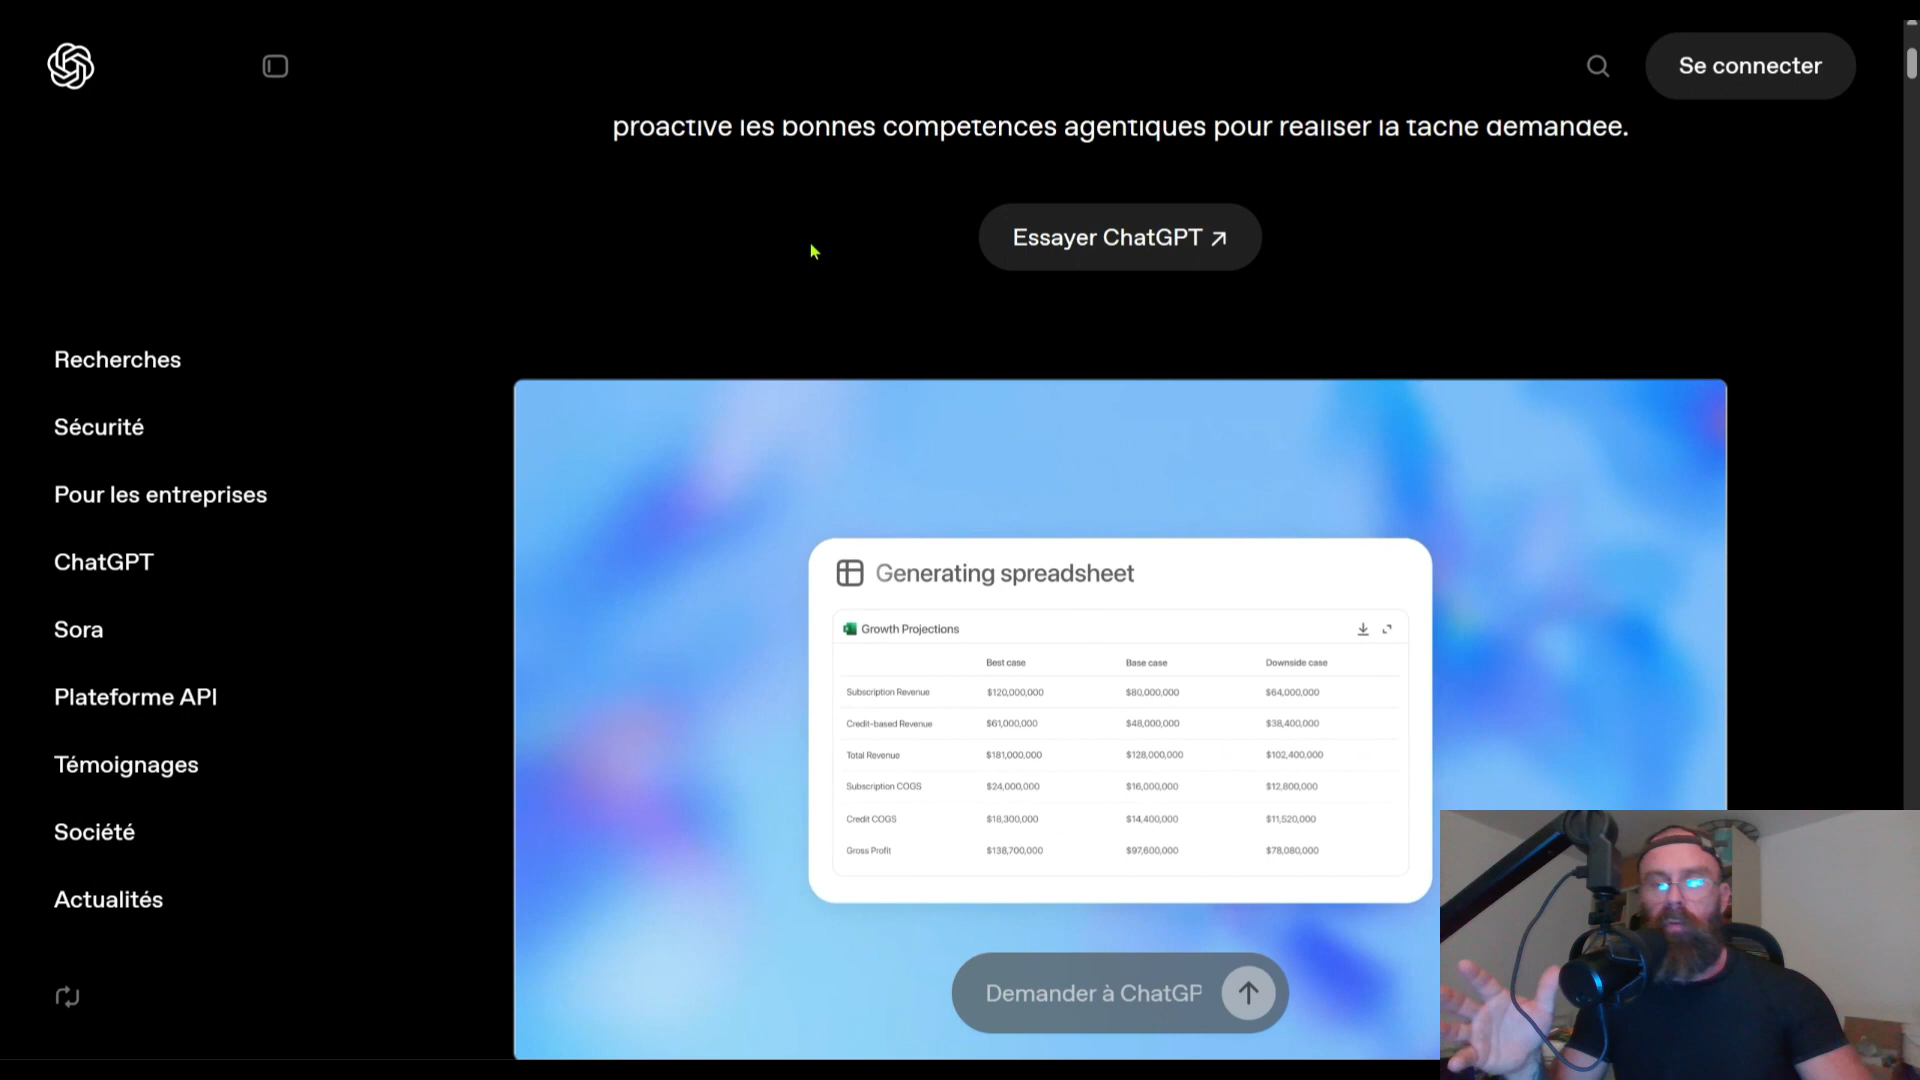 Se connecter
proactive les bonnes compétences agentiques pour réaliser la tâche demandée.
Essayer ChatGPT ↗
Recherches
Sécurité
Pour les entreprises
ChatGPT
Sora
Plateforme API
Témoignages
Société
Actualités
Generating spreadsheet
Growth Projections
Best case Base case Downside case
Subscription Revenue $120,000,000 $80,000,000 $64,000,000
Credit-based Revenue $61,000,000 $48,000,000 $38,400,000
Total Revenue $181,000,000 $128,000,000 $102,400,000
Subscription COGS $24,000,000 $16,000,000 $12,800,000
Credit COGS $18,300,000 $14,400,000 $11,520,000
Gross Profit $138,700,000 $97,600,000 $78,080,000
Demander à ChatGP